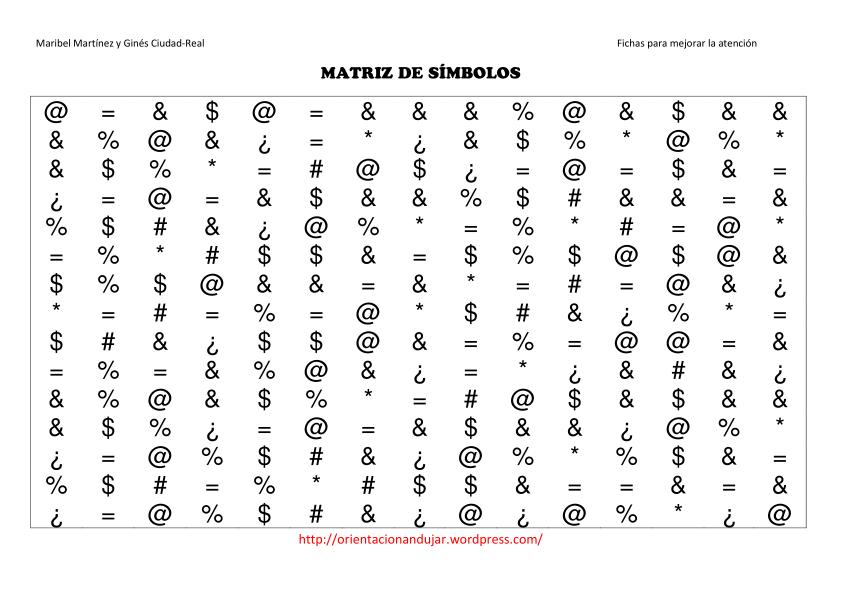 Maribel Martínez y Ginés Ciudad-Real Fichas para mejorar la atención
MATRIZ DE SÍMBOLOS
@ = & $ @ = & & & % @ & $ & &
& % @ & ¿ = * ¿ & $ % * @ % *
& $ % * = # @ $ ¿ = @ = $ & =
¿ = @ = & $ & & % $ # & & = &
% $ # & ¿ @ % * = % * # = @ *
= % * # $ $ & = $ % $ @ $ @ &
$ % $ @ & & = & * = # = @ & ¿
* = # = % = @ * $ # & ¿ % * =
$ # & ¿ $ $ @ & = % = @ @ = &
= % = & % @ & ¿ = * ¿ & # & ¿
& % @ & $ % * = # @ $ & $ & &
& $ % ¿ = @ = & $ & & ¿ @ % *
¿ = @ % $ # & ¿ @ % * % $ & =
% $ # = % * # $ $ & = = & = &
¿ = @ % $ # & ¿ @ ¿ @ % * ¿ @
http://orientacionandujar.wordpress.com/